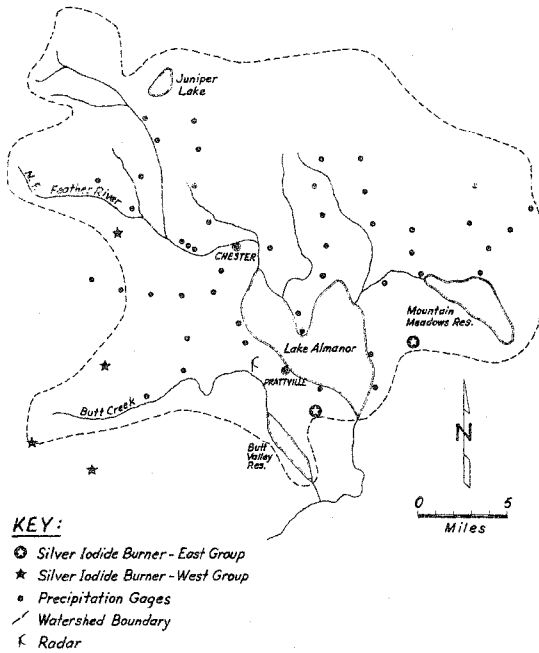 Juniper
Lake
N.F. Feather River
CHESTER
Mountain
Meadows Res.
Lake Almanor
PRATTVILLE
Butt Creek
Butt
Valley
Res.
N
0 5
Miles
KEY:
Silver Iodide Burner - East Group
Silver Iodide Burner - West Group
Precipitation Gages
Watershed Boundary
Radar